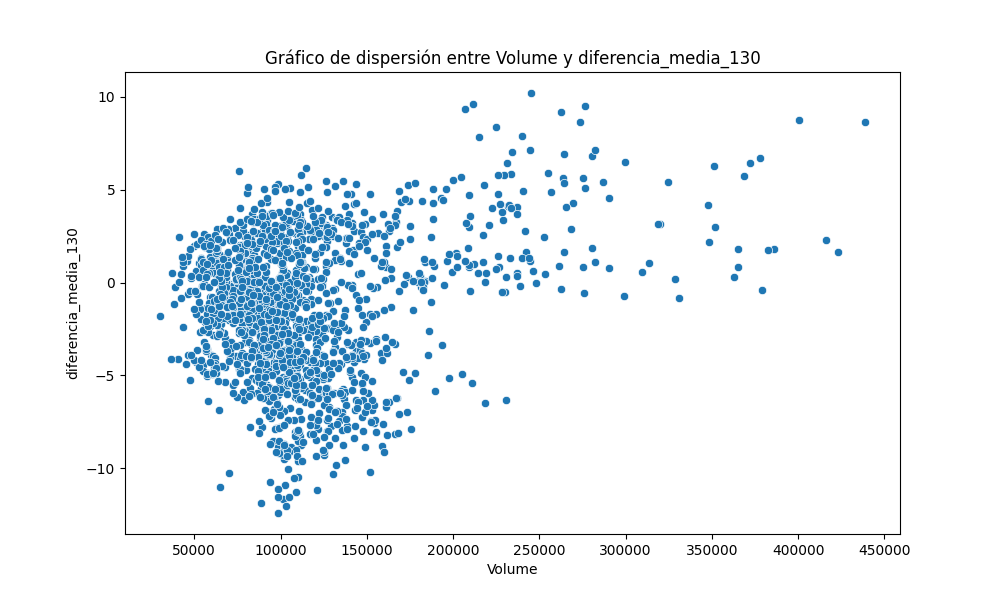 Gráfico de dispersión entre Volume y diferencia_media_130
diferencia_media_130
10
5
0
−5
−10
50000 100000 150000 200000 250000 300000 350000 400000 450000
Volume